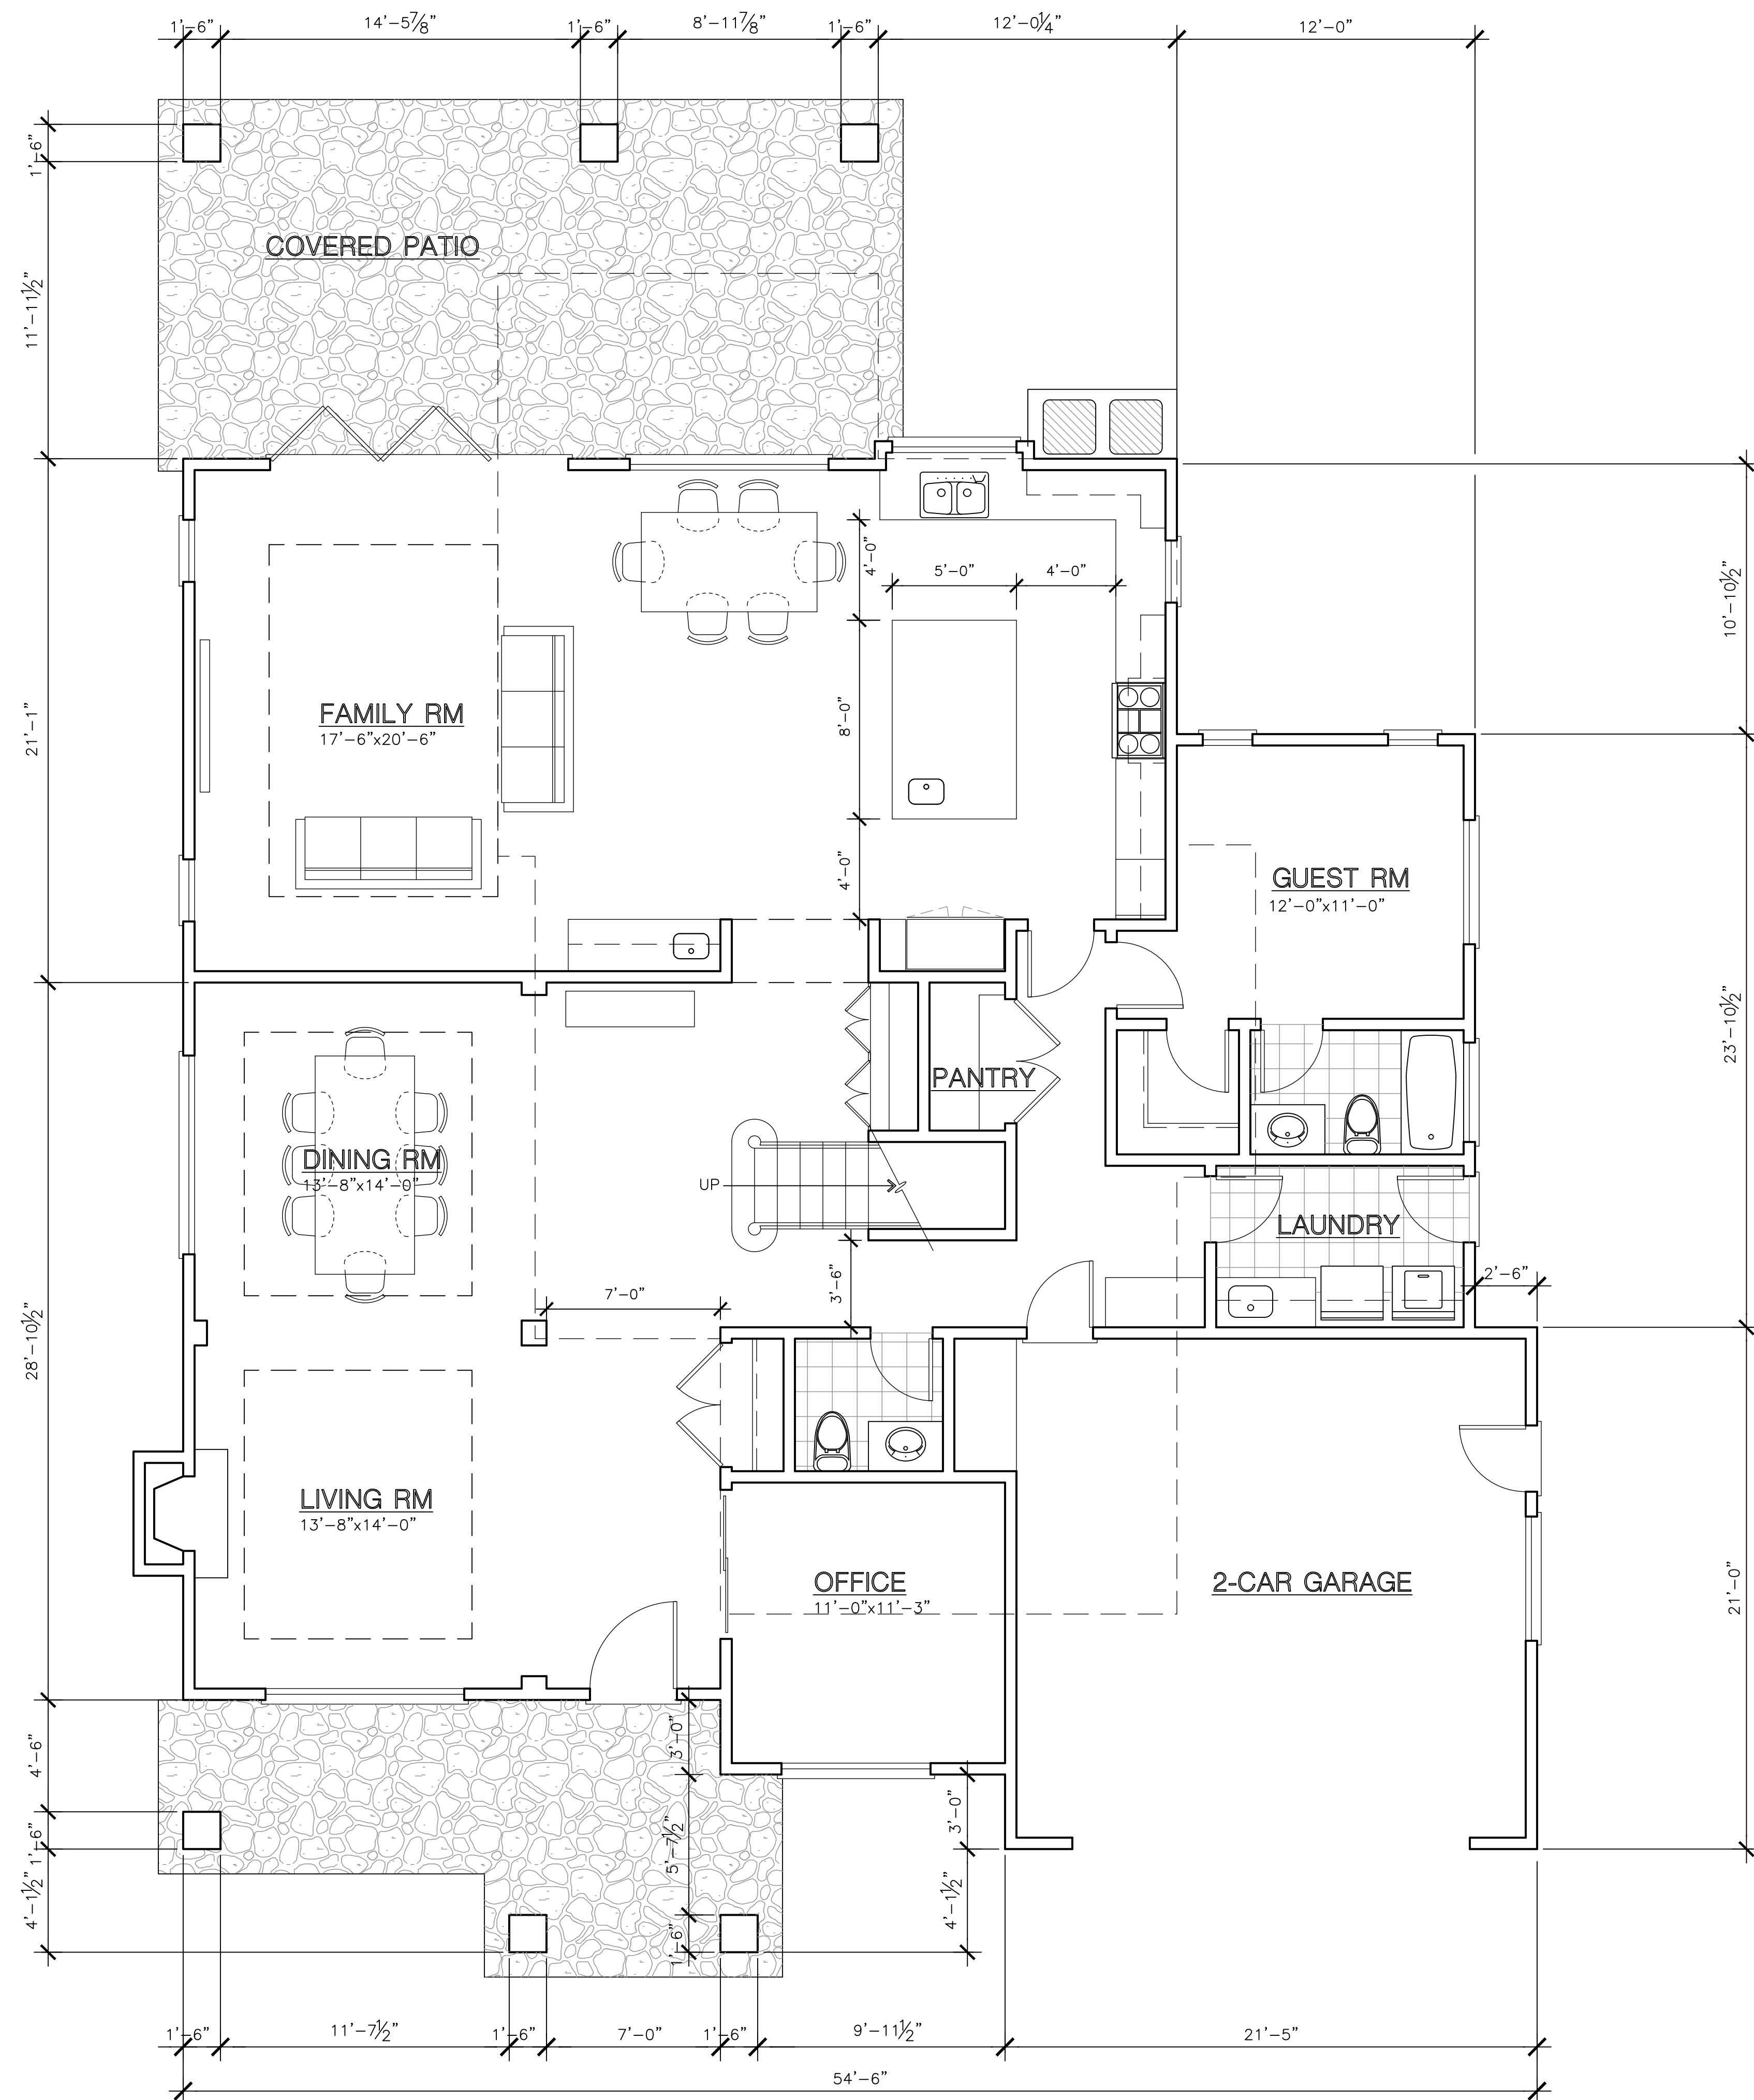 1'-6" 14'-5 7/8" 1'-6" 8'-11 7/8" 1'-6" 12'-0 1/4" 12'-0"
1'-6"
COVERED PATIO
11'-11 1/2"
4'-0"
5'-0" 4'-0"
10'-10 1/2"
21'-1"
FAMILY RM
17'-6"x20'-6"
8'-0"
4'-0"
GUEST RM
12'-0"x11'-0"
23'-10 1/2"
PANTRY
DINING RM
13'-8"x14'-0"
UP
LAUNDRY
2'-6"
3'-6"
7'-0"
28'-10 1/2"
LIVING RM
13'-8"x14'-0"
OFFICE
11'-0"x11'-3"
2-CAR GARAGE
21'-0"
4'-6"
3'-0"
3'-0"
1'-6"
5'-7 1/2"
4'-1 1/2"
4'-1 1/2"
1'-6"
1'-6" 11'-7 1/2" 1'-6" 7'-0" 1'-6" 9'-11 1/2" 21'-5"
54'-6"